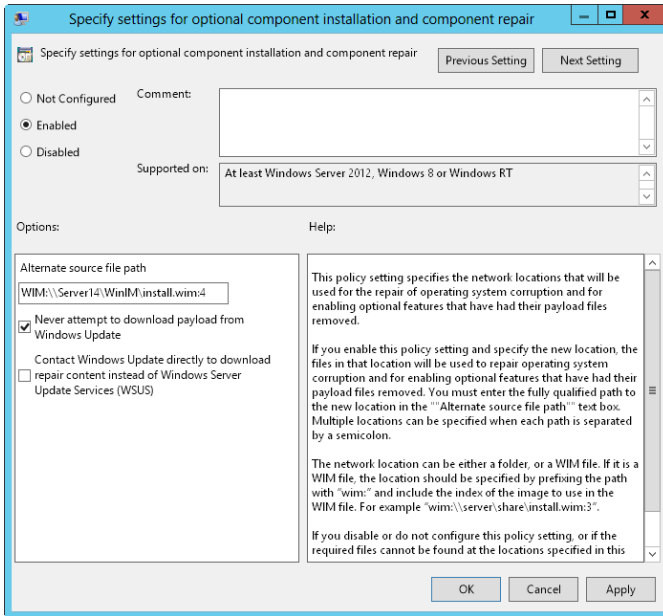 Specify settings for optional component installation and component repair
x
Specify settings for optional component installation and component repair
Previous Setting
Next Setting
Not Configured
Comment:
Enabled
Disabled
Supported on:
At least Windows Server 2012, Windows 8 or Windows RT
Options:
Help:
Alternate source file path
WIM:\\Server14\WinIM\install.wim:4
Never attempt to download payload from
Windows Update
Contact Windows Update directly to download
repair content instead of Windows Server
Update Services (WSUS)
This policy setting specifies the network locations that will be
used for the repair of operating system corruption and for
enabling optional features that have had their payload files
removed.
If you enable this policy setting and specify the new location, the
files in that location will be used to repair operating system
corruption and for enabling optional features that have had their
payload files removed. You must enter the fully qualified path to
the new location in the ""Alternate source file path"" text box.
Multiple locations can be specified when each path is separated
by a semicolon.
The network location can be either a folder, or a WIM file. If it is a
WIM file, the location should be specified by prefixing the path
with “wim:” and include the index of the image to use in the
WIM file. For example “wim:\\server\share\install.wim:3”.
If you disable or do not configure this policy setting, or if the
required files cannot be found at the locations specified in this
OK
Cancel
Apply